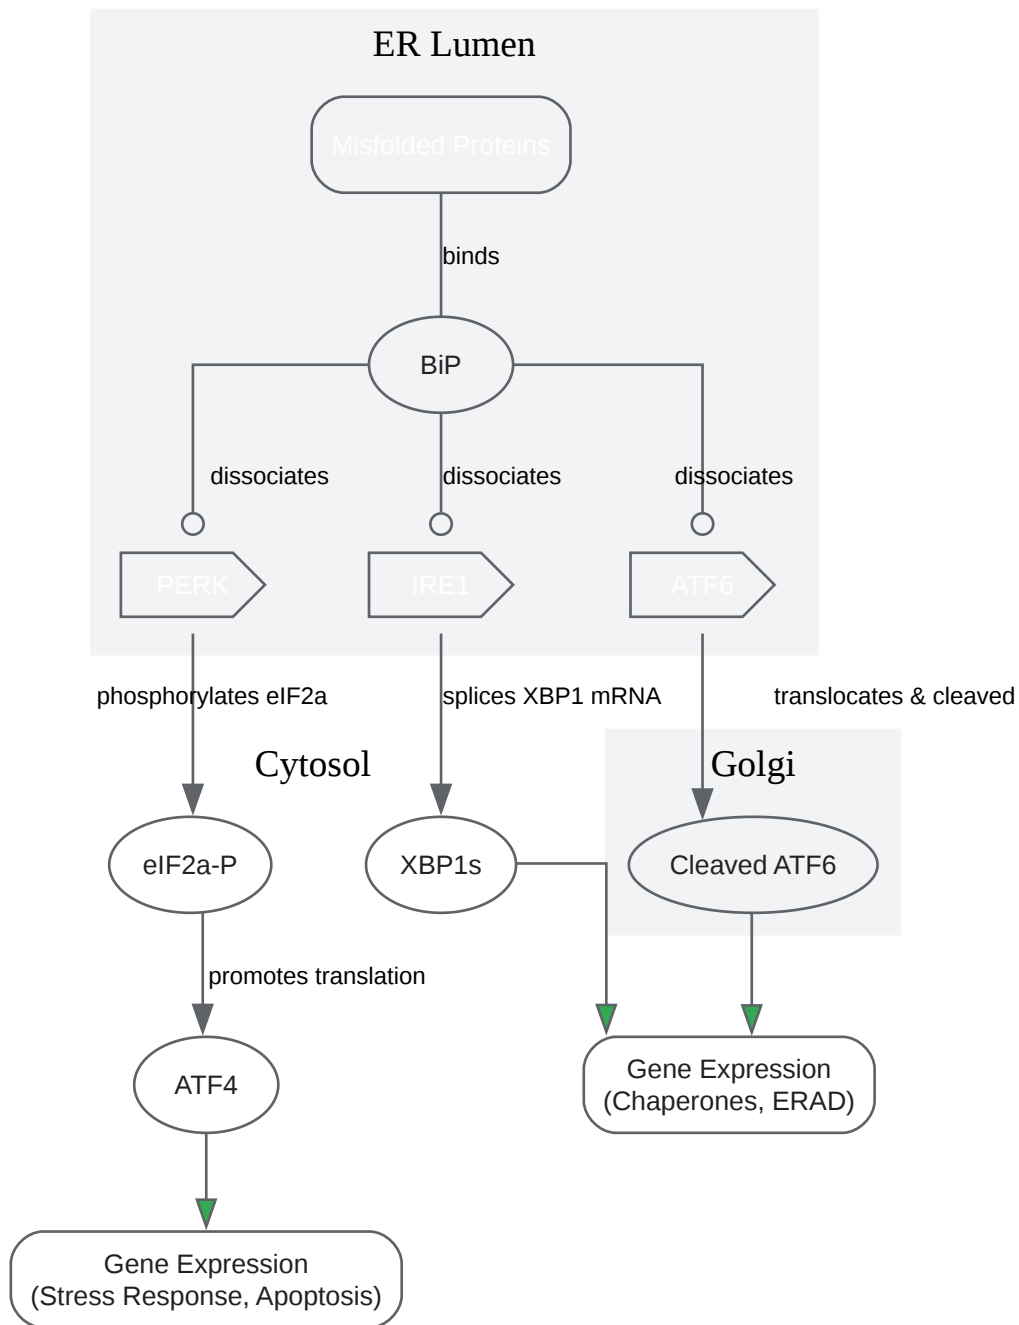 ER Lumen
Misfolded Proteins
binds
BiP
dissociates
dissociates
dissociates
PERK
IRE1
ATF6
phosphorylates eIF2a
splices XBP1 mRNA
translocates & cleaved
Cytosol
Golgi
eIF2a-P
XBP1s
Cleaved ATF6
promotes translation
ATF4
Gene Expression
(Chaperones, ERAD)
Gene Expression
(Stress Response, Apoptosis)